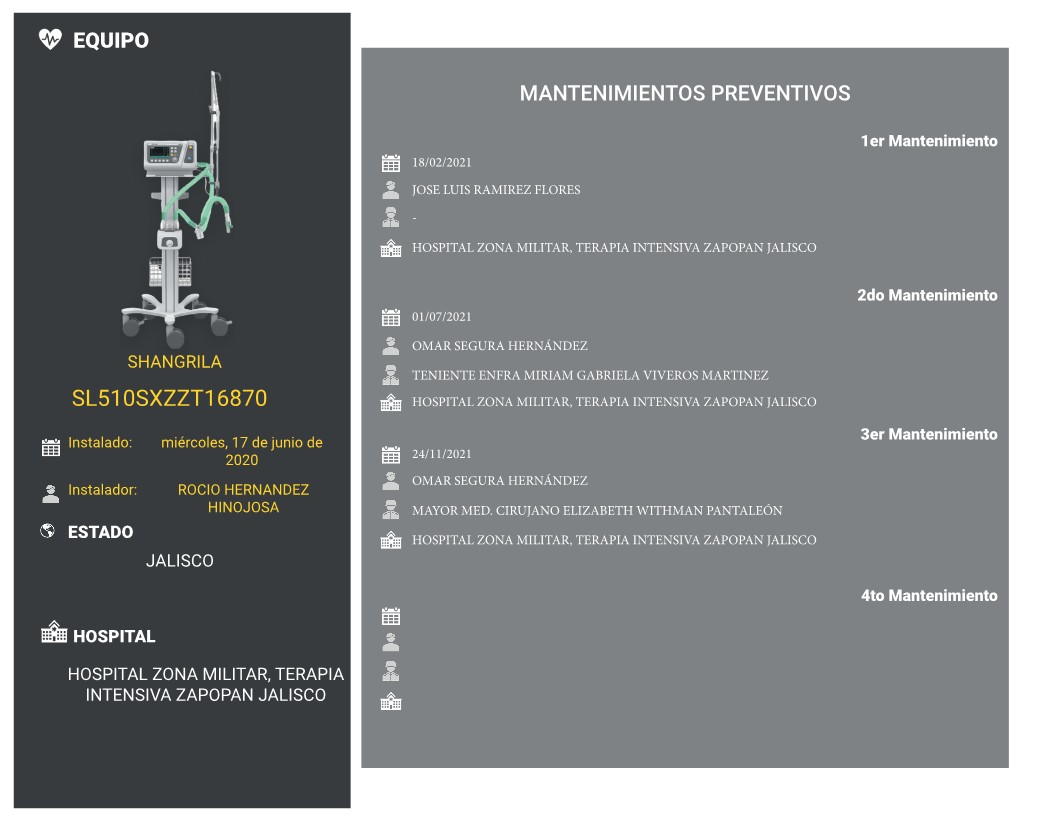 EQUIPO
SHANGRILA
SL510SXZZT16870
Instalado: miércoles, 17 de junio de
2020
Instalador: ROCIO HERNANDEZ
HINOJOSA
ESTADO
JALISCO
HOSPITAL
HOSPITAL ZONA MILITAR, TERAPIA
INTENSIVA ZAPOPAN JALISCO
MANTENIMIENTOS PREVENTIVOS
1er Mantenimiento
18/02/2021
JOSE LUIS RAMIREZ FLORES
-
HOSPITAL ZONA MILITAR, TERAPIA INTENSIVA ZAPOPAN JALISCO
2do Mantenimiento
01/07/2021
OMAR SEGURA HERNÁNDEZ
TENIENTE ENFRA MIRIAM GABRIELA VIVEROS MARTINEZ
HOSPITAL ZONA MILITAR, TERAPIA INTENSIVA ZAPOPAN JALISCO
3er Mantenimiento
24/11/2021
OMAR SEGURA HERNÁNDEZ
MAYOR MED. CIRUJANO ELIZABETH WITHMAN PANTALEÓN
HOSPITAL ZONA MILITAR, TERAPIA INTENSIVA ZAPOPAN JALISCO
4to Mantenimiento